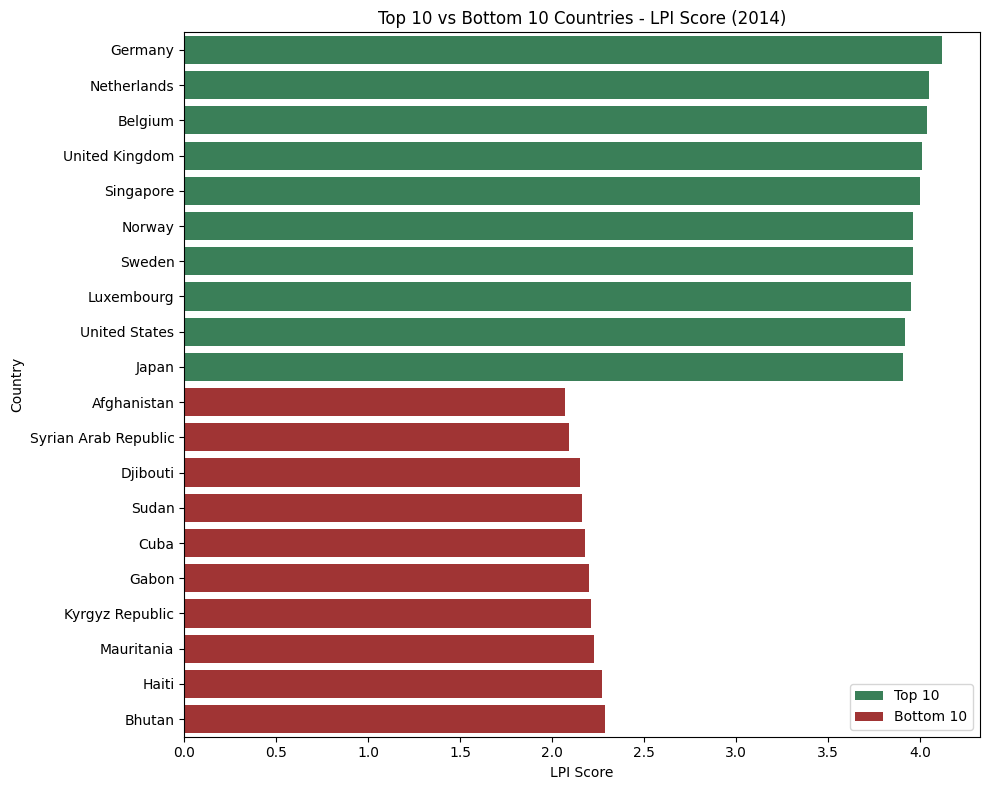 Top 10 vs Bottom 10 Countries - LPI Score (2014)
Germany
Netherlands
Belgium
United Kingdom
Singapore
Norway
Sweden
Luxembourg
United States
Japan
Afghanistan
Syrian Arab Republic
Djibouti
Sudan
Cuba
Gabon
Kyrgyz Republic
Mauritania
Haiti
Bhutan
Country
Top 10
Bottom 10
0.0 0.5 1.0 1.5 2.0 2.5 3.0 3.5 4.0
LPI Score